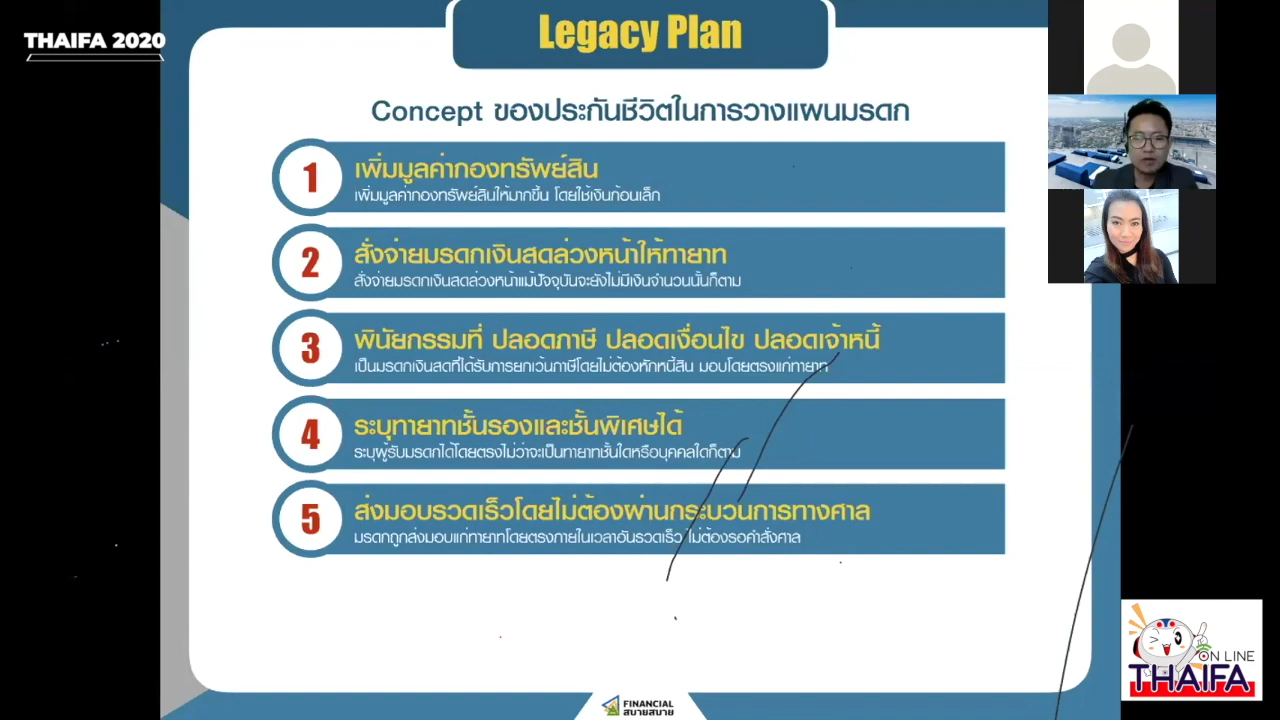 THAIFA 2020
Legacy Plan
Concept ของประกันชีวิตในการวางแผนมรดก
1
เพิ่มมูลค่ากองทรัพย์สิน
เพิ่มมูลค่ากองทรัพย์สินให้มากขึ้น โดยใช้เงินก้อนเล็ก
2
สั่งจ่ายมรดกเงินสดล่วงหน้าให้ทายาท
สั่งจ่ายมรดกเงินสดล่วงหน้าแม้ปัจจุบันจะยังไม่มีเงินจำนวนนั้นก็ตาม
3
พินัยกรรมที่ ปลอดภาษี ปลอดเงื่อนไข ปลอดเจ้าหนี้
เป็นมรดกเงินสดที่ได้รับการยกเว้นภาษีโดยไม่ต้องหักหนี้สิน มอบโดยตรงแก่ทายาท
4
ระบุทายาทชั้นรองและชั้นพิเศษได้
ระบุผู้รับมรดกได้โดยตรงไม่ว่าจะเป็นทายาทชั้นใดหรือบุคคลใดก็ตาม
5
ส่งมอบรวดเร็วโดยไม่ต้องผ่านกระบวนการทางศาล
มรดกถูกส่งมอบแก่ทายาทโดยตรงภายในเวลาอันรวดเร็ว ไม่ต้องรอคำสั่งศาล
FINANCIAL
สบายสบาย
ON LINE
THAIFA